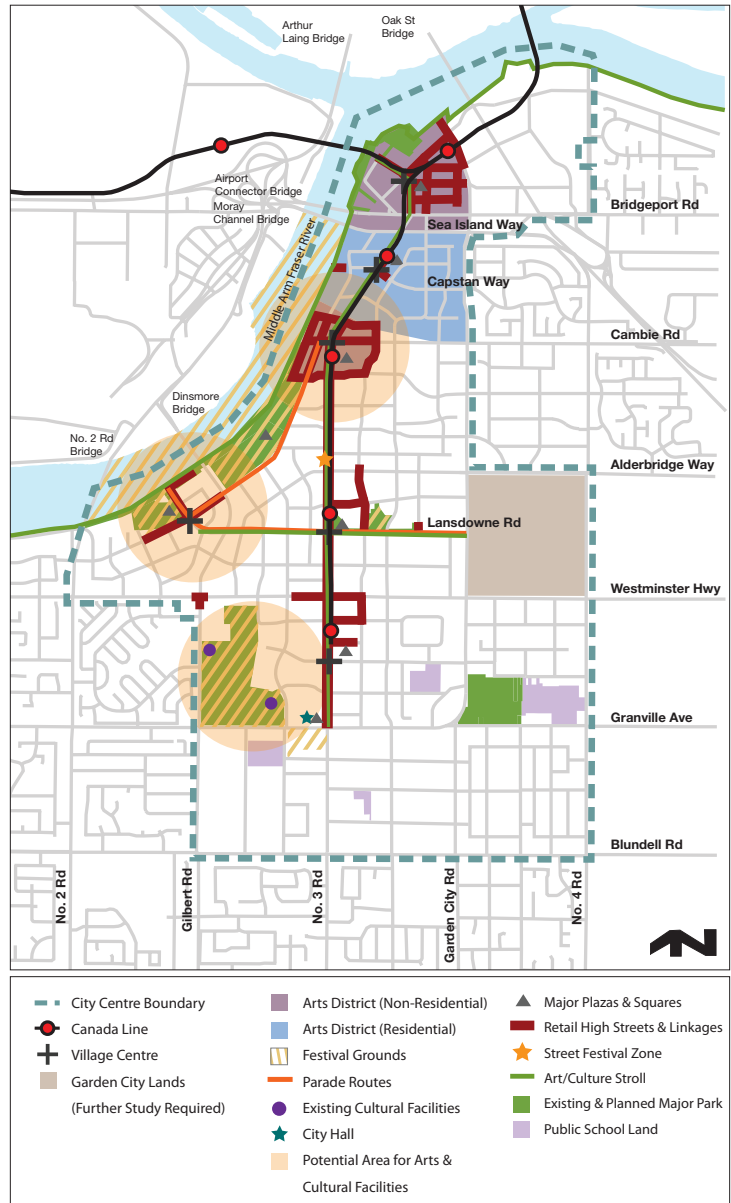 Arthur
Laing Bridge
Oak St
Bridge
Airport
Connector Bridge
Moray
Channel Bridge
Bridgeport Rd
Sea Island Way
Middle Arm Fraser River
Capstan Way
Cambie Rd
Dinsmore
Bridge
No. 2 Rd
Bridge
Alderbridge Way
Lansdowne Rd
Westminster Hwy
Granville Ave
Blundell Rd
No. 2 Rd
Gilbert Rd
No. 3 Rd
Garden City Rd
No. 4 Rd
N
City Centre Boundary
Canada Line
Village Centre
Garden City Lands
(Further Study Required)
Arts District (Non-Residential)
Arts District (Residential)
Festival Grounds
Parade Routes
Existing Cultural Facilities
City Hall
Potential Area for Arts &
Cultural Facilities
Major Plazas & Squares
Retail High Streets & Linkages
Street Festival Zone
Art/Culture Stroll
Existing & Planned Major Park
Public School Land